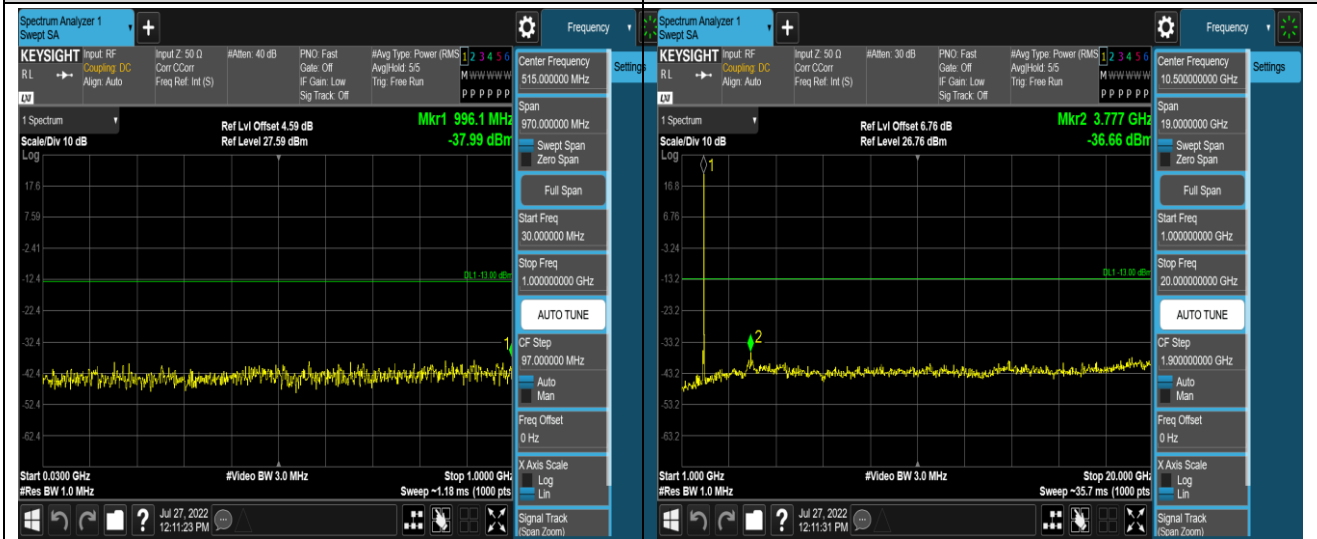 Spectrum Analyzer 1
Swept SA
+
Frequency
KEYSIGHT
RL
LXI
Input: RF
Coupling: DC
Align: Auto
Input Z: 50 Ω
Corr CCorr
Freq Ref: Int (S)
#Atten: 40 dB
PNO: Fast
Gate: Off
IF Gain: Low
Sig Track: Off
#Avg Type: Power (RMS
Avg|Hold: 5/5
Trig: Free Run
1 2 3 4 5 6
M W W W W W
P P P P P P
Center Frequency
515.000000 MHz
Settings
1 Spectrum
Scale/Div 10 dB
Log
Ref Lvl Offset 4.59 dB
Ref Level 27.59 dBm
Mkr1 996.1 MHz
-37.99 dBm
Span
970.000000 MHz
Swept Span
Zero Span
Full Span
Start Freq
30.000000 MHz
Stop Freq
1.000000000 GHz
AUTO TUNE
CF Step
97.000000 MHz
Auto
Man
Freq Offset
0 Hz
X Axis Scale
Log
Lin
Signal Track
(Span Zoom)
17.6
7.59
-2.41
-12.4
DL1 -13.00 dBm
-22.4
-32.4
1
-42.4
-52.4
-62.4
Start 0.0300 GHz
#Res BW 1.0 MHz
#Video BW 3.0 MHz
Stop 1.0000 GHz
Sweep ~1.18 ms (1000 pts
?
Jul 27, 2022
12:11:23 PM
Spectrum Analyzer 1
Swept SA
+
Frequency
KEYSIGHT
RL
LXI
Input: RF
Coupling: DC
Align: Auto
Input Z: 50 Ω
Corr CCorr
Freq Ref: Int (S)
#Atten: 30 dB
PNO: Fast
Gate: Off
IF Gain: Low
Sig Track: Off
#Avg Type: Power (RMS
Avg|Hold: 5/5
Trig: Free Run
1 2 3 4 5 6
M W W W W W
P P P P P P
Center Frequency
10.500000000 GHz
Settings
1 Spectrum
Scale/Div 10 dB
Log
Ref Lvl Offset 6.76 dB
Ref Level 26.76 dBm
Mkr2 3.777 GHz
-36.66 dBm
Span
19.0000000 GHz
Swept Span
Zero Span
Full Span
Start Freq
1.000000000 GHz
Stop Freq
20.000000000 GHz
AUTO TUNE
CF Step
1.900000000 GHz
Auto
Man
Freq Offset
0 Hz
X Axis Scale
Log
Lin
Signal Track
(Span Zoom)
1
16.8
6.76
-3.24
-13.2
DL1 -13.00 dBm
-23.2
-33.2
2
-43.2
-53.2
-63.2
Start 1.000 GHz
#Res BW 1.0 MHz
#Video BW 3.0 MHz
Stop 20.000 GHz
Sweep ~35.7 ms (1000 pts
?
Jul 27, 2022
12:11:31 PM